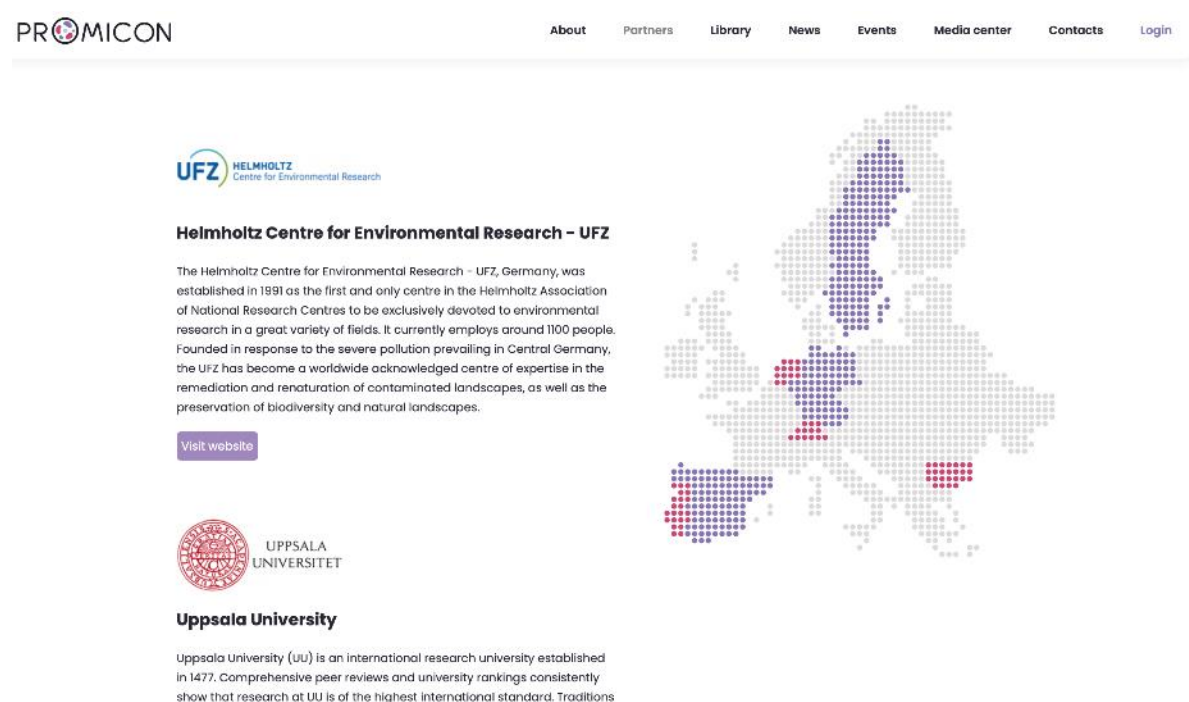 PROMICON
About Partners Library News Events Media center Contacts Login
UFZ HELMHOLTZ
Centre for Environmental Research
Helmholtz Centre for Environmental Research - UFZ
The Helmholtz Centre for Environmental Research - UFZ, Germany, was
established in 1991 as the first and only centre in the Helmholtz Association
of National Research Centres to be exclusively devoted to environmental
research in a great variety of fields. It currently employs around 1100 people.
Founded in response to the severe pollution prevailing in Central Germany,
the UFZ has become a worldwide acknowledged centre of expertise in the
remediation and renaturation of contaminated landscapes, as well as the
preservation of biodiversity and natural landscapes.
Visit website
UPPSALA
UNIVERSITET
Uppsala University
Uppsala University (UU) is an international research university established
in 1477. Comprehensive peer reviews and university rankings consistently
show that research at UU is of the highest international standard. Traditions